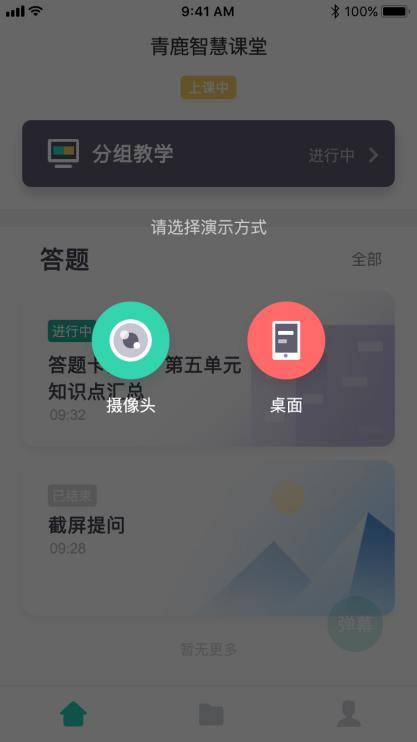 9:41 AM 100%
青鹿智慧课堂
上课中
分组教学 进行中
请选择演示方式
答题 全部
进行中
答题卡 第五单元
知识点汇总
09:32
摄像头 桌面
已结束
截屏提问
09:28
弹幕
暂无更多